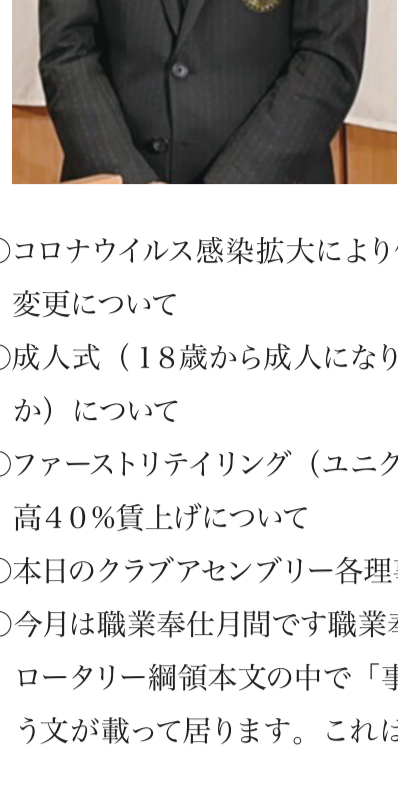 ○コロナウイルス感染拡大により
変更について
○成人式（１８歳から成人になり
か）について
○ファーストリテイリング（ユニク
高４０％賃上げについて
○本日のクラブアセンブリー各理
○今月は職業奉仕月間です職業
ロータリー綱領本文の中で「事
う文が載って居ります。これは